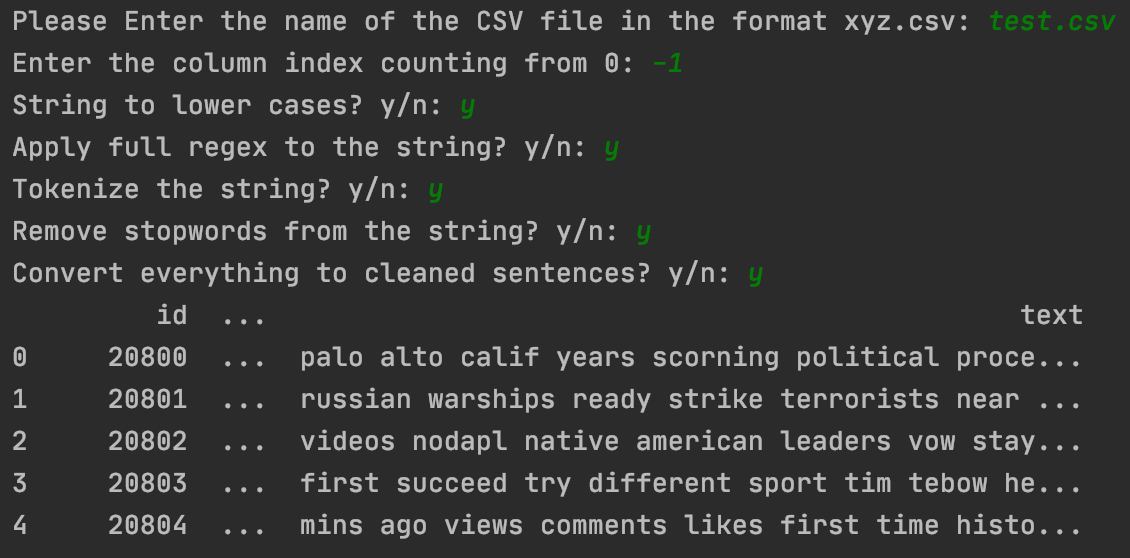 Please Enter the name of the CSV file in the format xyz.csv: test.csv
Enter the column index counting from 0: -1
String to lower cases? y/n: y
Apply full regex to the string? y/n: y
Tokenize the string? y/n: y
Remove stopwords from the string? y/n: y
Convert everything to cleaned sentences? y/n: y
id ... text
0 20800 ... palo alto calif years scorning political proce...
1 20801 ... russian warships ready strike terrorists near ...
2 20802 ... videos nodapl native american leaders vow stay...
3 20803 ... first succeed try different sport tim tebow he...
4 20804 ... mins ago views comments likes first time histo...